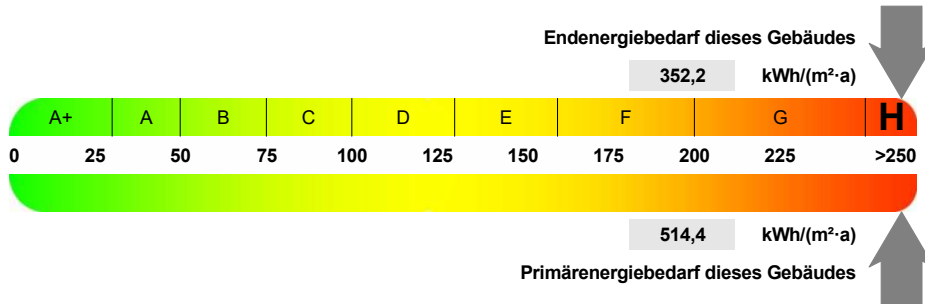 Endenergiebedarf dieses Gebäudes
352,2 kWh/(m²·a)
A+ A B C D E F G H
0 25 50 75 100 125 150 175 200 225 >250
514,4 kWh/(m²·a)
Primärenergiebedarf dieses Gebäudes